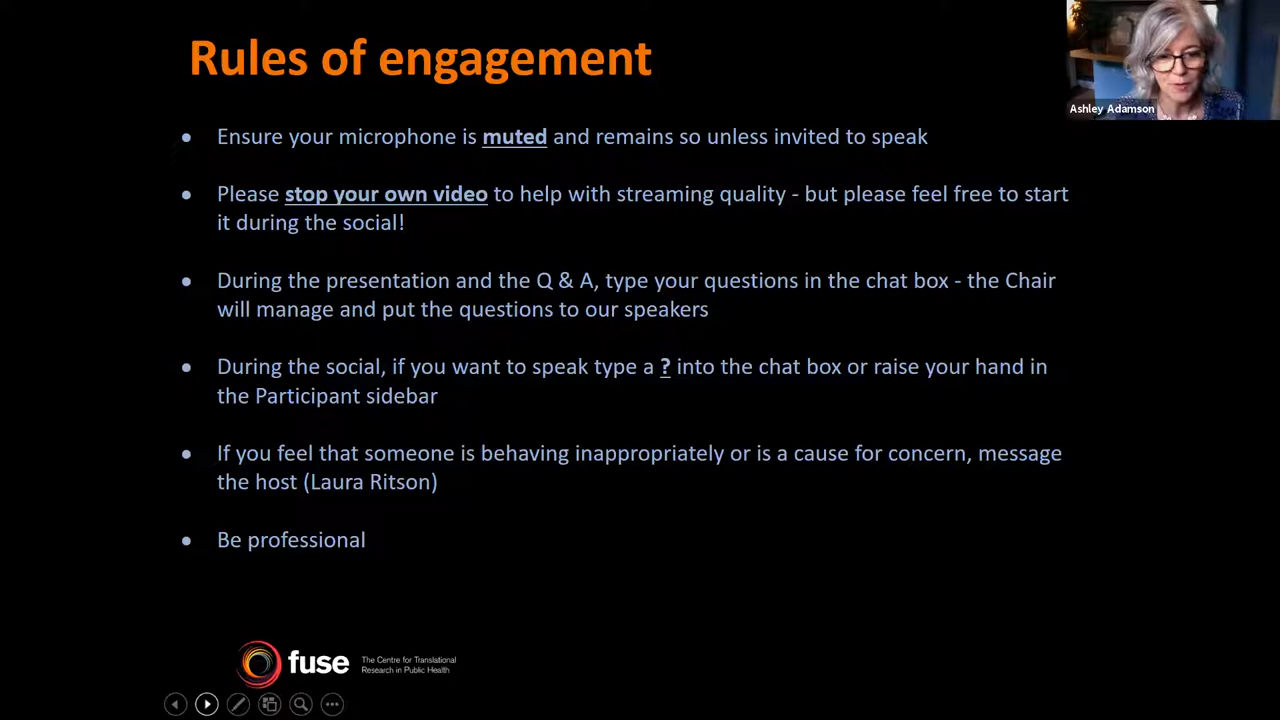 Rules of engagement
Ashley Adamson
Ensure your microphone is muted and remains so unless invited to speak
Please stop your own video to help with streaming quality - but please feel free to start
it during the social!
During the presentation and the Q & A, type your questions in the chat box - the Chair
will manage and put the questions to our speakers
During the social, if you want to speak type a ? into the chat box or raise your hand in
the Participant sidebar
If you feel that someone is behaving inappropriately or is a cause for concern, message
the host (Laura Ritson)
Be professional
fuse
The Centre for Translational
Research in Public Health